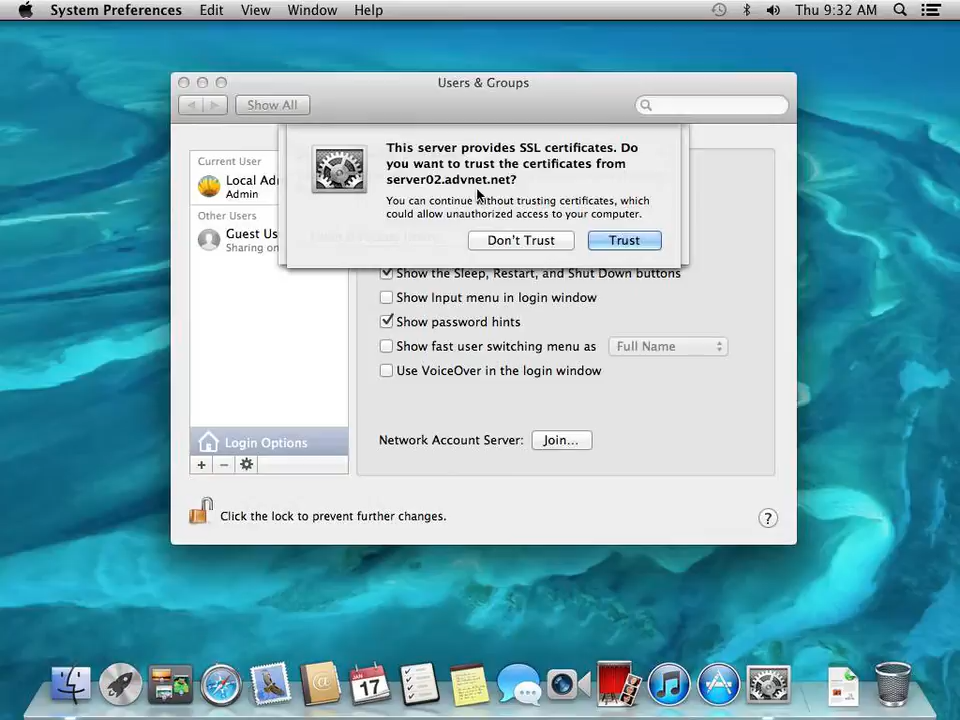 System Preferences Edit View Window Help Thu 9:32 AM
Users & Groups
Show All
This server provides SSL certificates. Do
you want to trust the certificates from
server02.advnet.net?
You can continue without trusting certificates, which
could allow unauthorized access to your computer.
Don't Trust Trust
Current User
Local Adr
Admin
Other Users
Guest Us
Sharing on
Login Options
Show the Sleep, Restart, and Shut Down buttons
Show Input menu in login window
Show password hints
Show fast user switching menu as Full Name
Use VoiceOver in the login window
Network Account Server: Join...
Click the lock to prevent further changes.
?
17